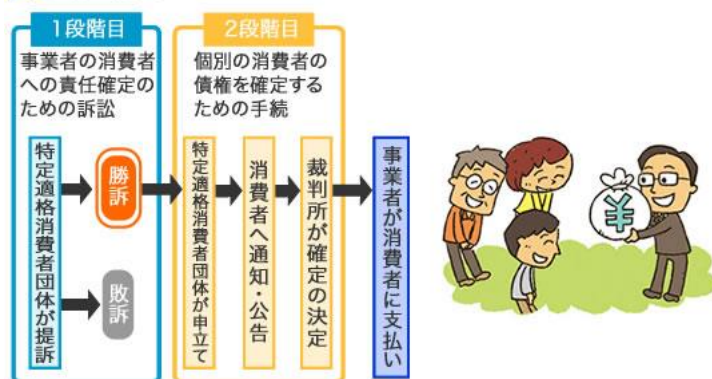 1段階目
事業者の消費者
への責任確定の
ための訴訟
特定適格消費者団体が提訴
勝訴
敗訴
2段階目
個別の消費者の
債権を確定する
ための手続
特定適格消費者団体が申立て
消費者へ通知・公告
裁判所が確定の決定
事業者が消費者に支払い
¥